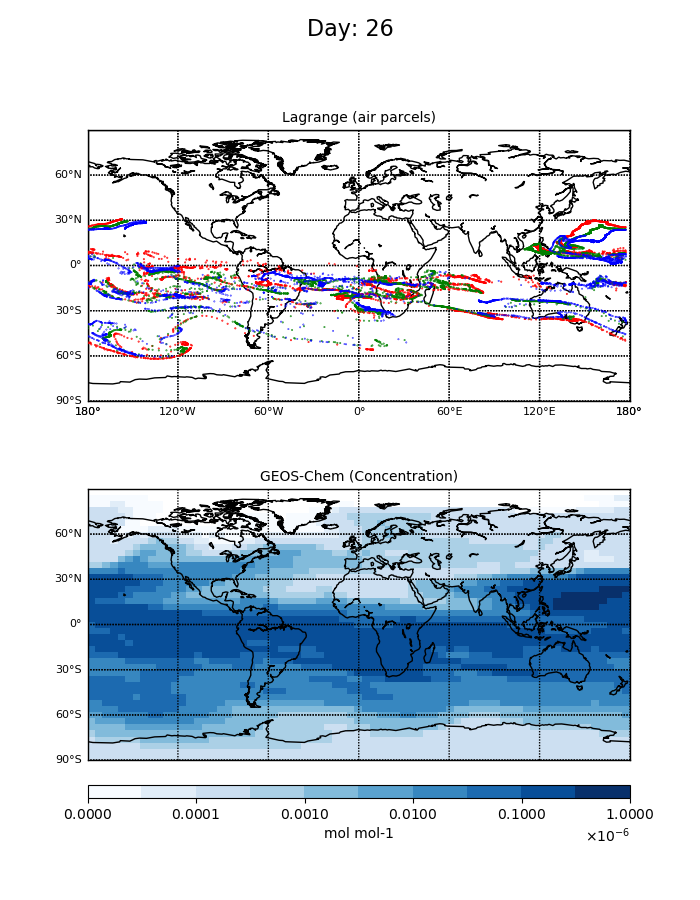 Day: 26
Lagrange (air parcels)
60°N
30°N
0°
30°S
60°S
90°S
180° 120°W 60°W 0° 60°E 120°E 180°
GEOS-Chem (Concentration)
60°N
30°N
0°
30°S
60°S
90°S
0.0000 0.0001 0.0010 0.0100 0.1000 1.0000
mol mol-1 ×10⁻⁶